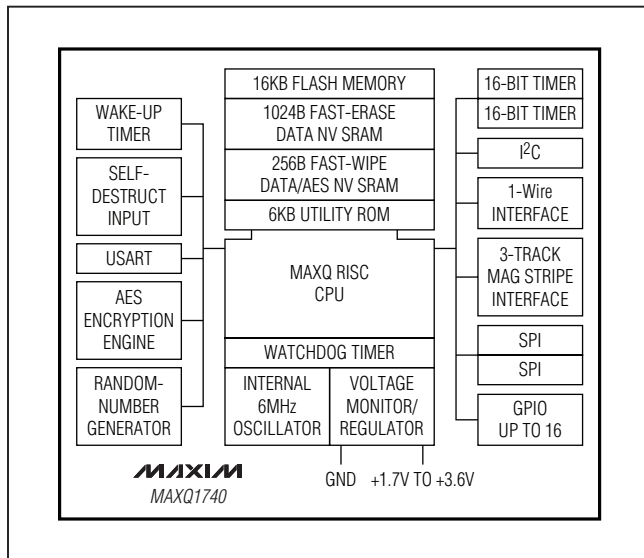 WAKE-UP
TIMER
SELF-
DESTRUCT
INPUT
USART
AES
ENCRYPTION
ENGINE
RANDOM-
NUMBER
GENERATOR
16KB FLASH MEMORY
1024B FAST-ERASE
DATA NV SRAM
256B FAST-WIPE
DATA/AES NV SRAM
6KB UTILITY ROM
MAXQ RISC
CPU
WATCHDOG TIMER
INTERNAL
6MHz
OSCILLATOR
VOLTAGE
MONITOR/
REGULATOR
16-BIT TIMER
16-BIT TIMER
I²C
1-Wire
INTERFACE
3-TRACK
MAG STRIPE
INTERFACE
SPI
SPI
GPIO
UP TO 16
MAXIM
MAXQ1740
GND +1.7V TO +3.6V